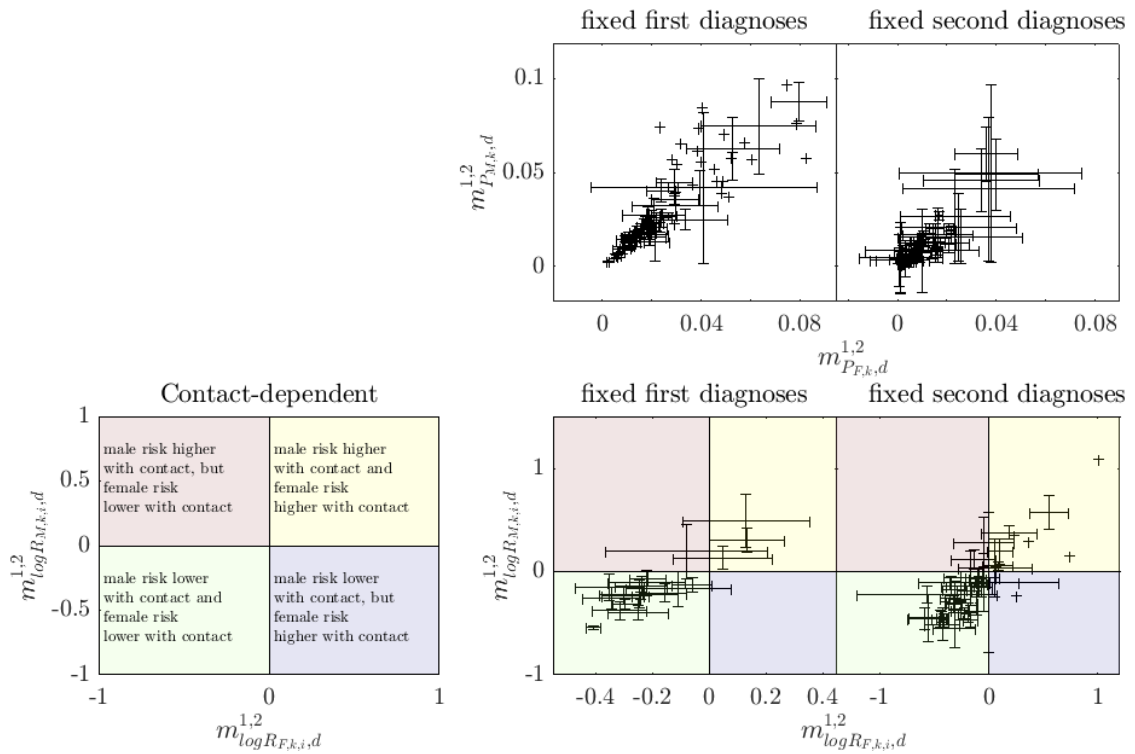 fixed first diagnoses
fixed second diagnoses
0.1
0.05
0
m^{1,2}_{P_{M,k},d}
0
0.04
0.08
0
0.04
0.08
m^{1,2}_{P_{F,k},d}
Contact-dependent
1
0.5
0
-0.5
-1
m^{1,2}_{logR_{M,k,i},d}
male risk higher
with contact, but
female risk
lower with contact
male risk higher
with contact and
female risk
higher with contact
male risk lower
with contact and
female risk
lower with contact
male risk lower
with contact, but
female risk
higher with contact
-1
0
1
m^{1,2}_{logR_{F,k,i},d}
fixed first diagnoses
fixed second diagnoses
1
0
-1
m^{1,2}_{logR_{M,k,i},d}
-0.4
-0.2
0
0.2
0.4
-1
0
1
m^{1,2}_{logR_{F,k,i},d}